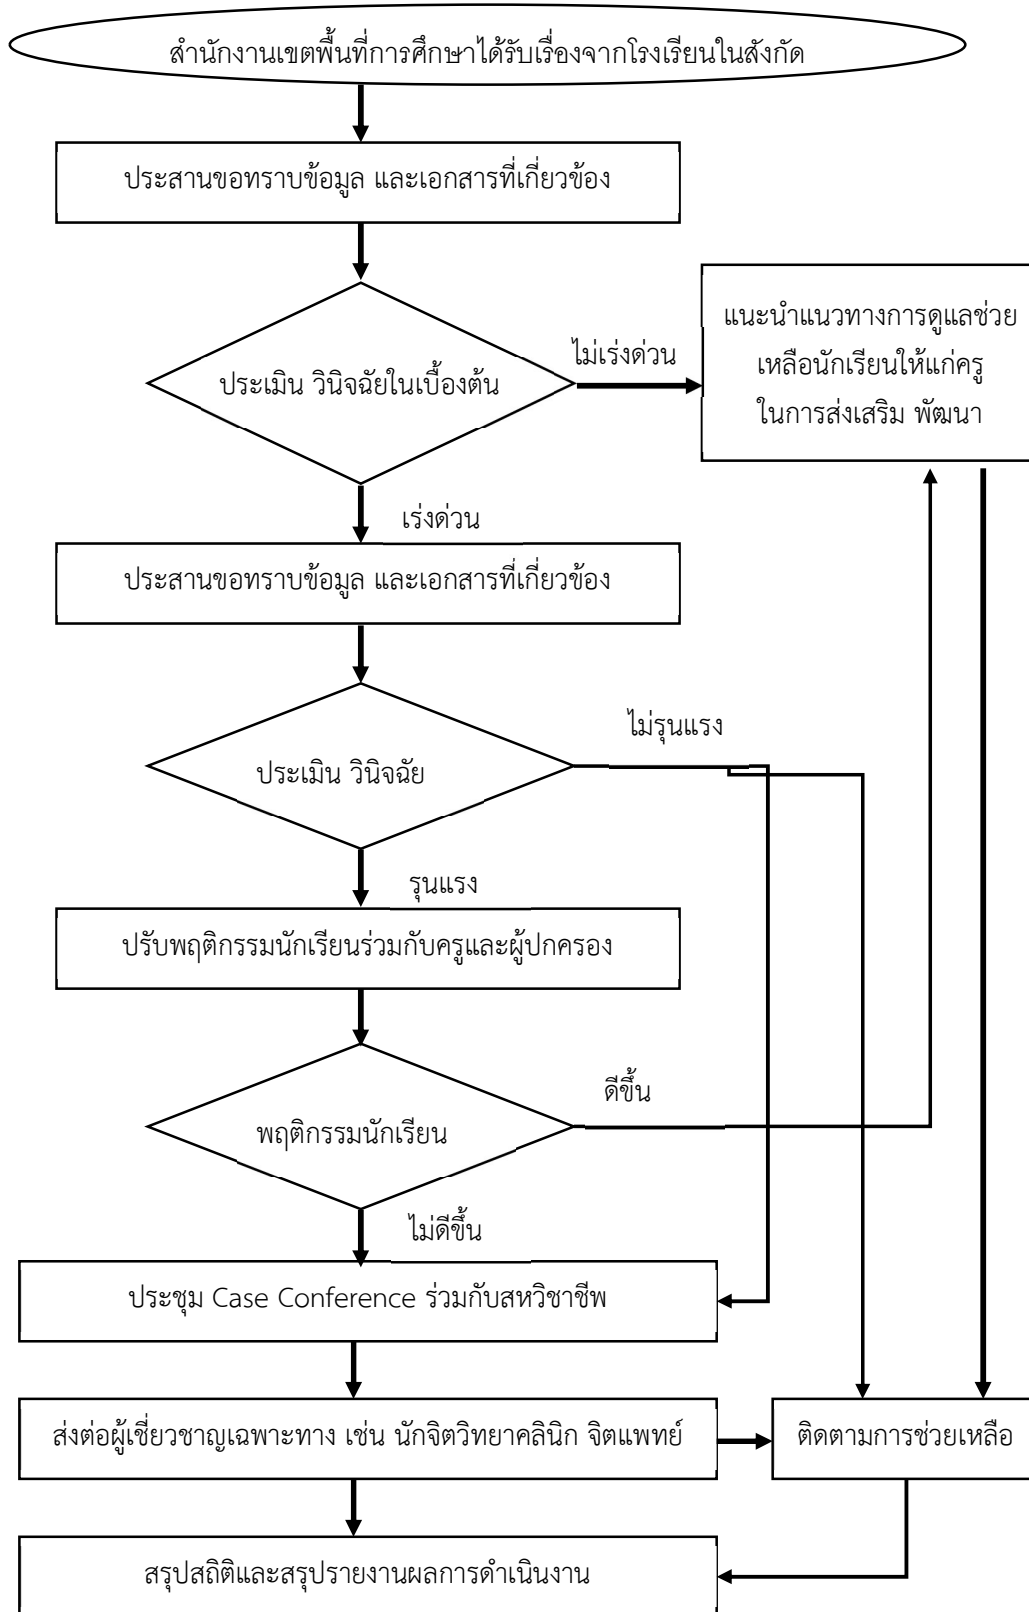 สำนักงานเขตพื้นที่การศึกษาได้รับเรื่องจากโรงเรียนในสังกัด
ประสานขอทราบข้อมูล และเอกสารที่เกี่ยวข้อง
แนะนำแนวทางการดูแลช่วย
เหลือนักเรียนให้แก่ครู
ในการส่งเสริม พัฒนา
ไม่เร่งด่วน
ประเมิน วินิจฉัยในเบื้องต้น
เร่งด่วน
ประสานขอทราบข้อมูล และเอกสารที่เกี่ยวข้อง
ไม่รุนแรง
ประเมิน วินิจฉัย
รุนแรง
ปรับพฤติกรรมนักเรียนร่วมกับครูและผู้ปกครอง
ดีขึ้น
พฤติกรรมนักเรียน
ไม่ดีขึ้น
ประชุม Case Conference ร่วมกับสหวิชาชีพ
ส่งต่อผู้เชี่ยวชาญเฉพาะทาง เช่น นักจิตวิทยาคลินิก จิตแพทย์
ติดตามการช่วยเหลือ
สรุปสถิติและสรุปรายงานผลการดำเนินงาน